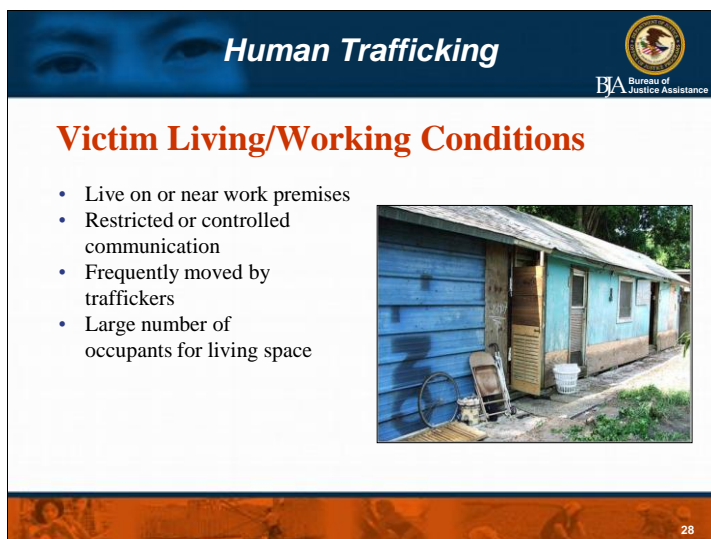 Human Trafficking
BJA Bureau of
Justice Assistance
Victim Living/Working Conditions
• Live on or near work premises
• Restricted or controlled
communication
• Frequently moved by
traffickers
• Large number of
occupants for living space
28